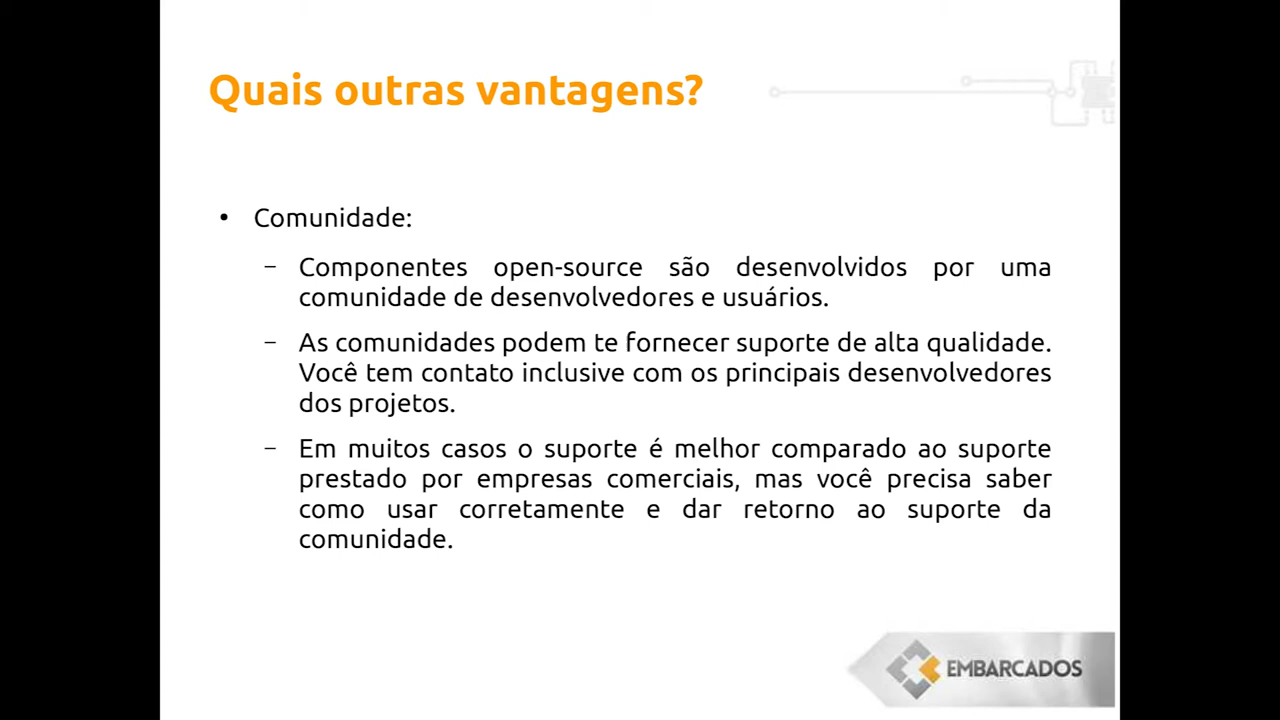 Quais outras vantagens?
• Comunidade:
– Componentes open-source são desenvolvidos por uma
comunidade de desenvolvedores e usuários.
– As comunidades podem te fornecer suporte de alta qualidade.
Você tem contato inclusive com os principais desenvolvedores
dos projetos.
– Em muitos casos o suporte é melhor comparado ao suporte
prestado por empresas comerciais, mas você precisa saber
como usar corretamente e dar retorno ao suporte da
comunidade.
EMBARCADOS